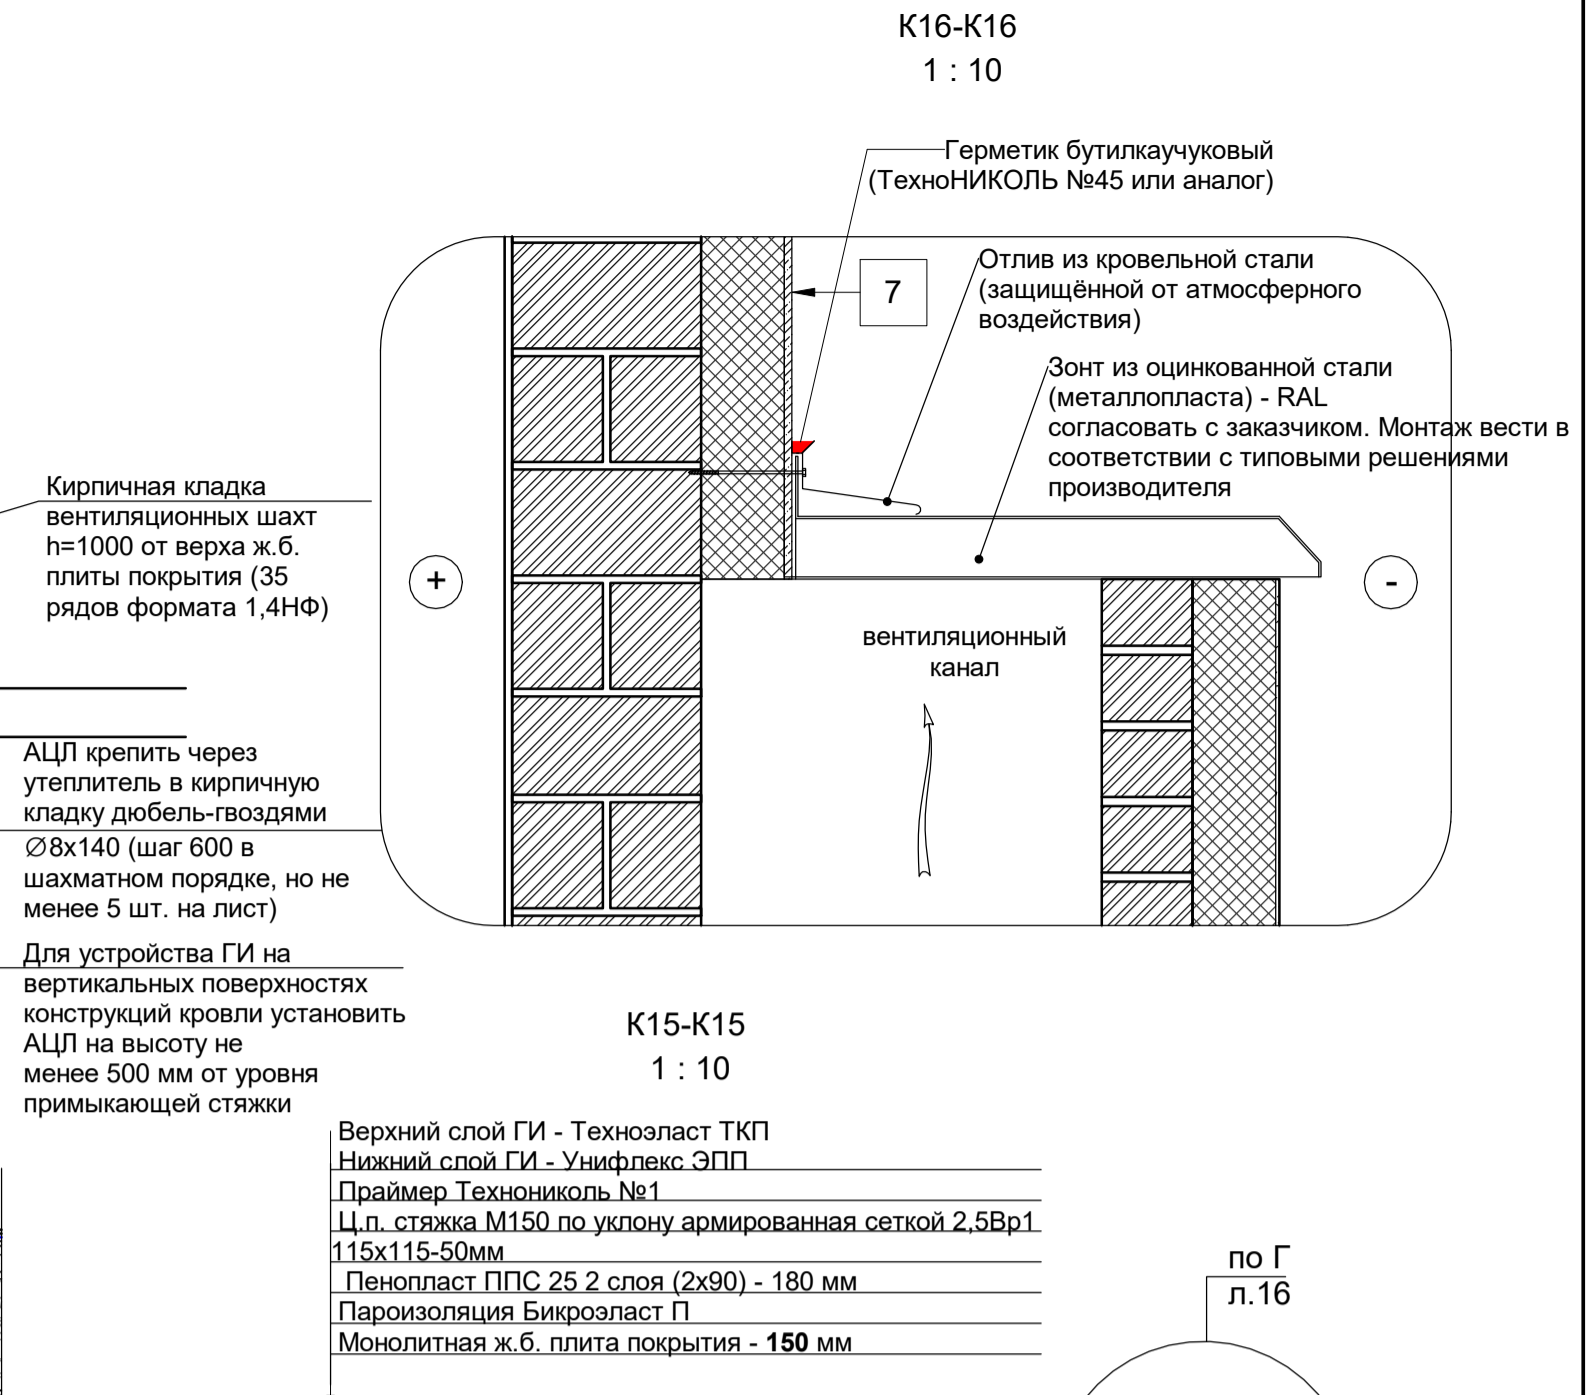 К16-К16
1 : 10
Герметик бутилкаучуковый
(ТехноНИКОЛЬ №45 или аналог)
Отлив из кровельной стали
(защищённой от атмосферного
воздействия)
7
Зонт из оцинкованной стали
(металлопласта) - RAL
согласовать с заказчиком. Монтаж вести в
соответствии с типовыми решениями
производителя
Кирпичная кладка
вентиляционных шахт
h=1000 от верха ж.б.
плиты покрытия (35
рядов формата 1,4НФ)
+
-
вентиляционный
канал
АЦЛ крепить через
утеплитель в кирпичную
кладку дюбель-гвоздями
∅8х140 (шаг 600 в
шахматном порядке, но не
менее 5 шт. на лист)
Для устройства ГИ на
вертикальных поверхностях
конструкций кровли установить
АЦЛ на высоту не
менее 500 мм от уровня
примыкающей стяжки
К15-К15
1 : 10
Верхний слой ГИ - Техноэласт ТКП
Нижний слой ГИ - Унифлекс ЭПП
Праймер Технониколь №1
Ц.п. стяжка М150 по уклону армированная сеткой 2,5Вр1
115х115-50мм
Пенопласт ППС 25 2 слоя (2х90) - 180 мм
Пароизоляция Бикроэласт П
Монолитная ж.б. плита покрытия - 150 мм
по Г
л.16